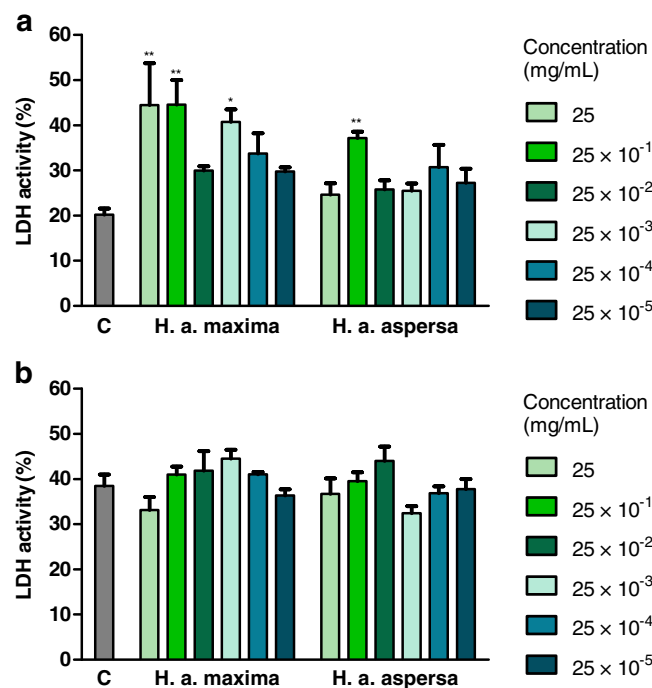 a
60
50
40
30
20
10
0
LDH activity (%)
** ** * **
C H. a. maxima H. a. aspersa
Concentration
(mg/mL)
25
25 × 10⁻¹
25 × 10⁻²
25 × 10⁻³
25 × 10⁻⁴
25 × 10⁻⁵
b
60
50
40
30
20
10
0
LDH activity (%)
C H. a. maxima H. a. aspersa
Concentration
(mg/mL)
25
25 × 10⁻¹
25 × 10⁻²
25 × 10⁻³
25 × 10⁻⁴
25 × 10⁻⁵